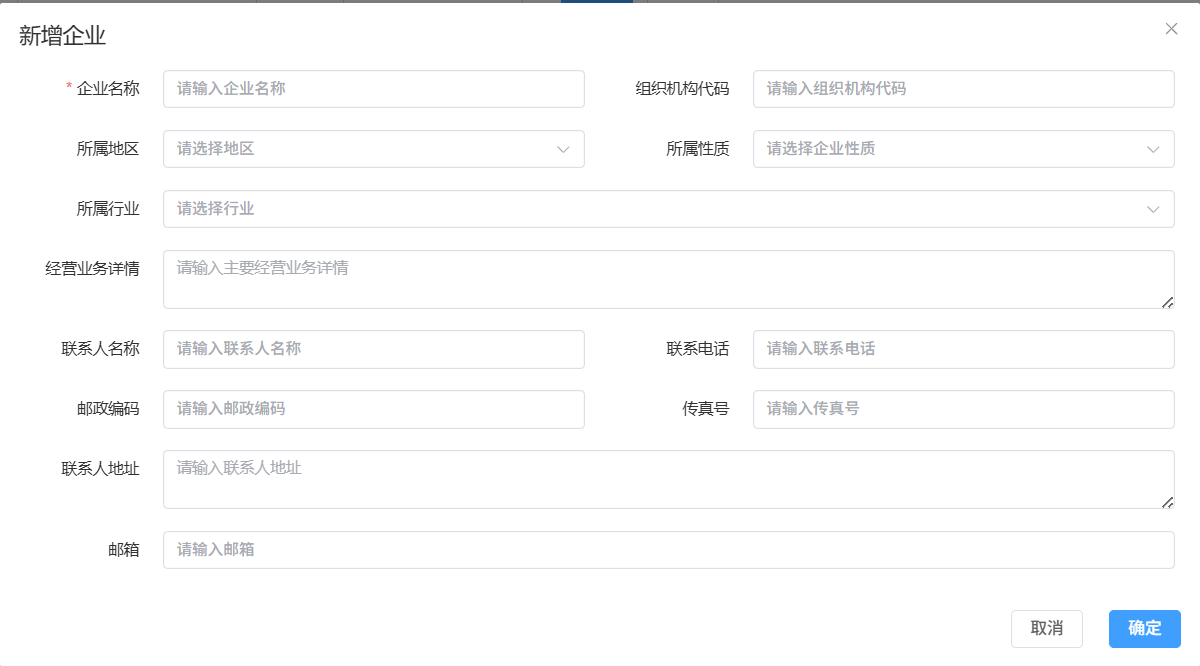 新增企业
* 企业名称 请输入企业名称 组织机构代码 请输入组织机构代码
所属地区 请选择地区 所属性质 请选择企业性质
所属行业 请选择行业
经营业务详情 请输入主要经营业务详情
联系人名称 请输入联系人名称 联系电话 请输入联系电话
邮政编码 请输入邮政编码 传真号 请输入传真号
联系人地址 请输入联系人地址
邮箱 请输入邮箱
取消 确定